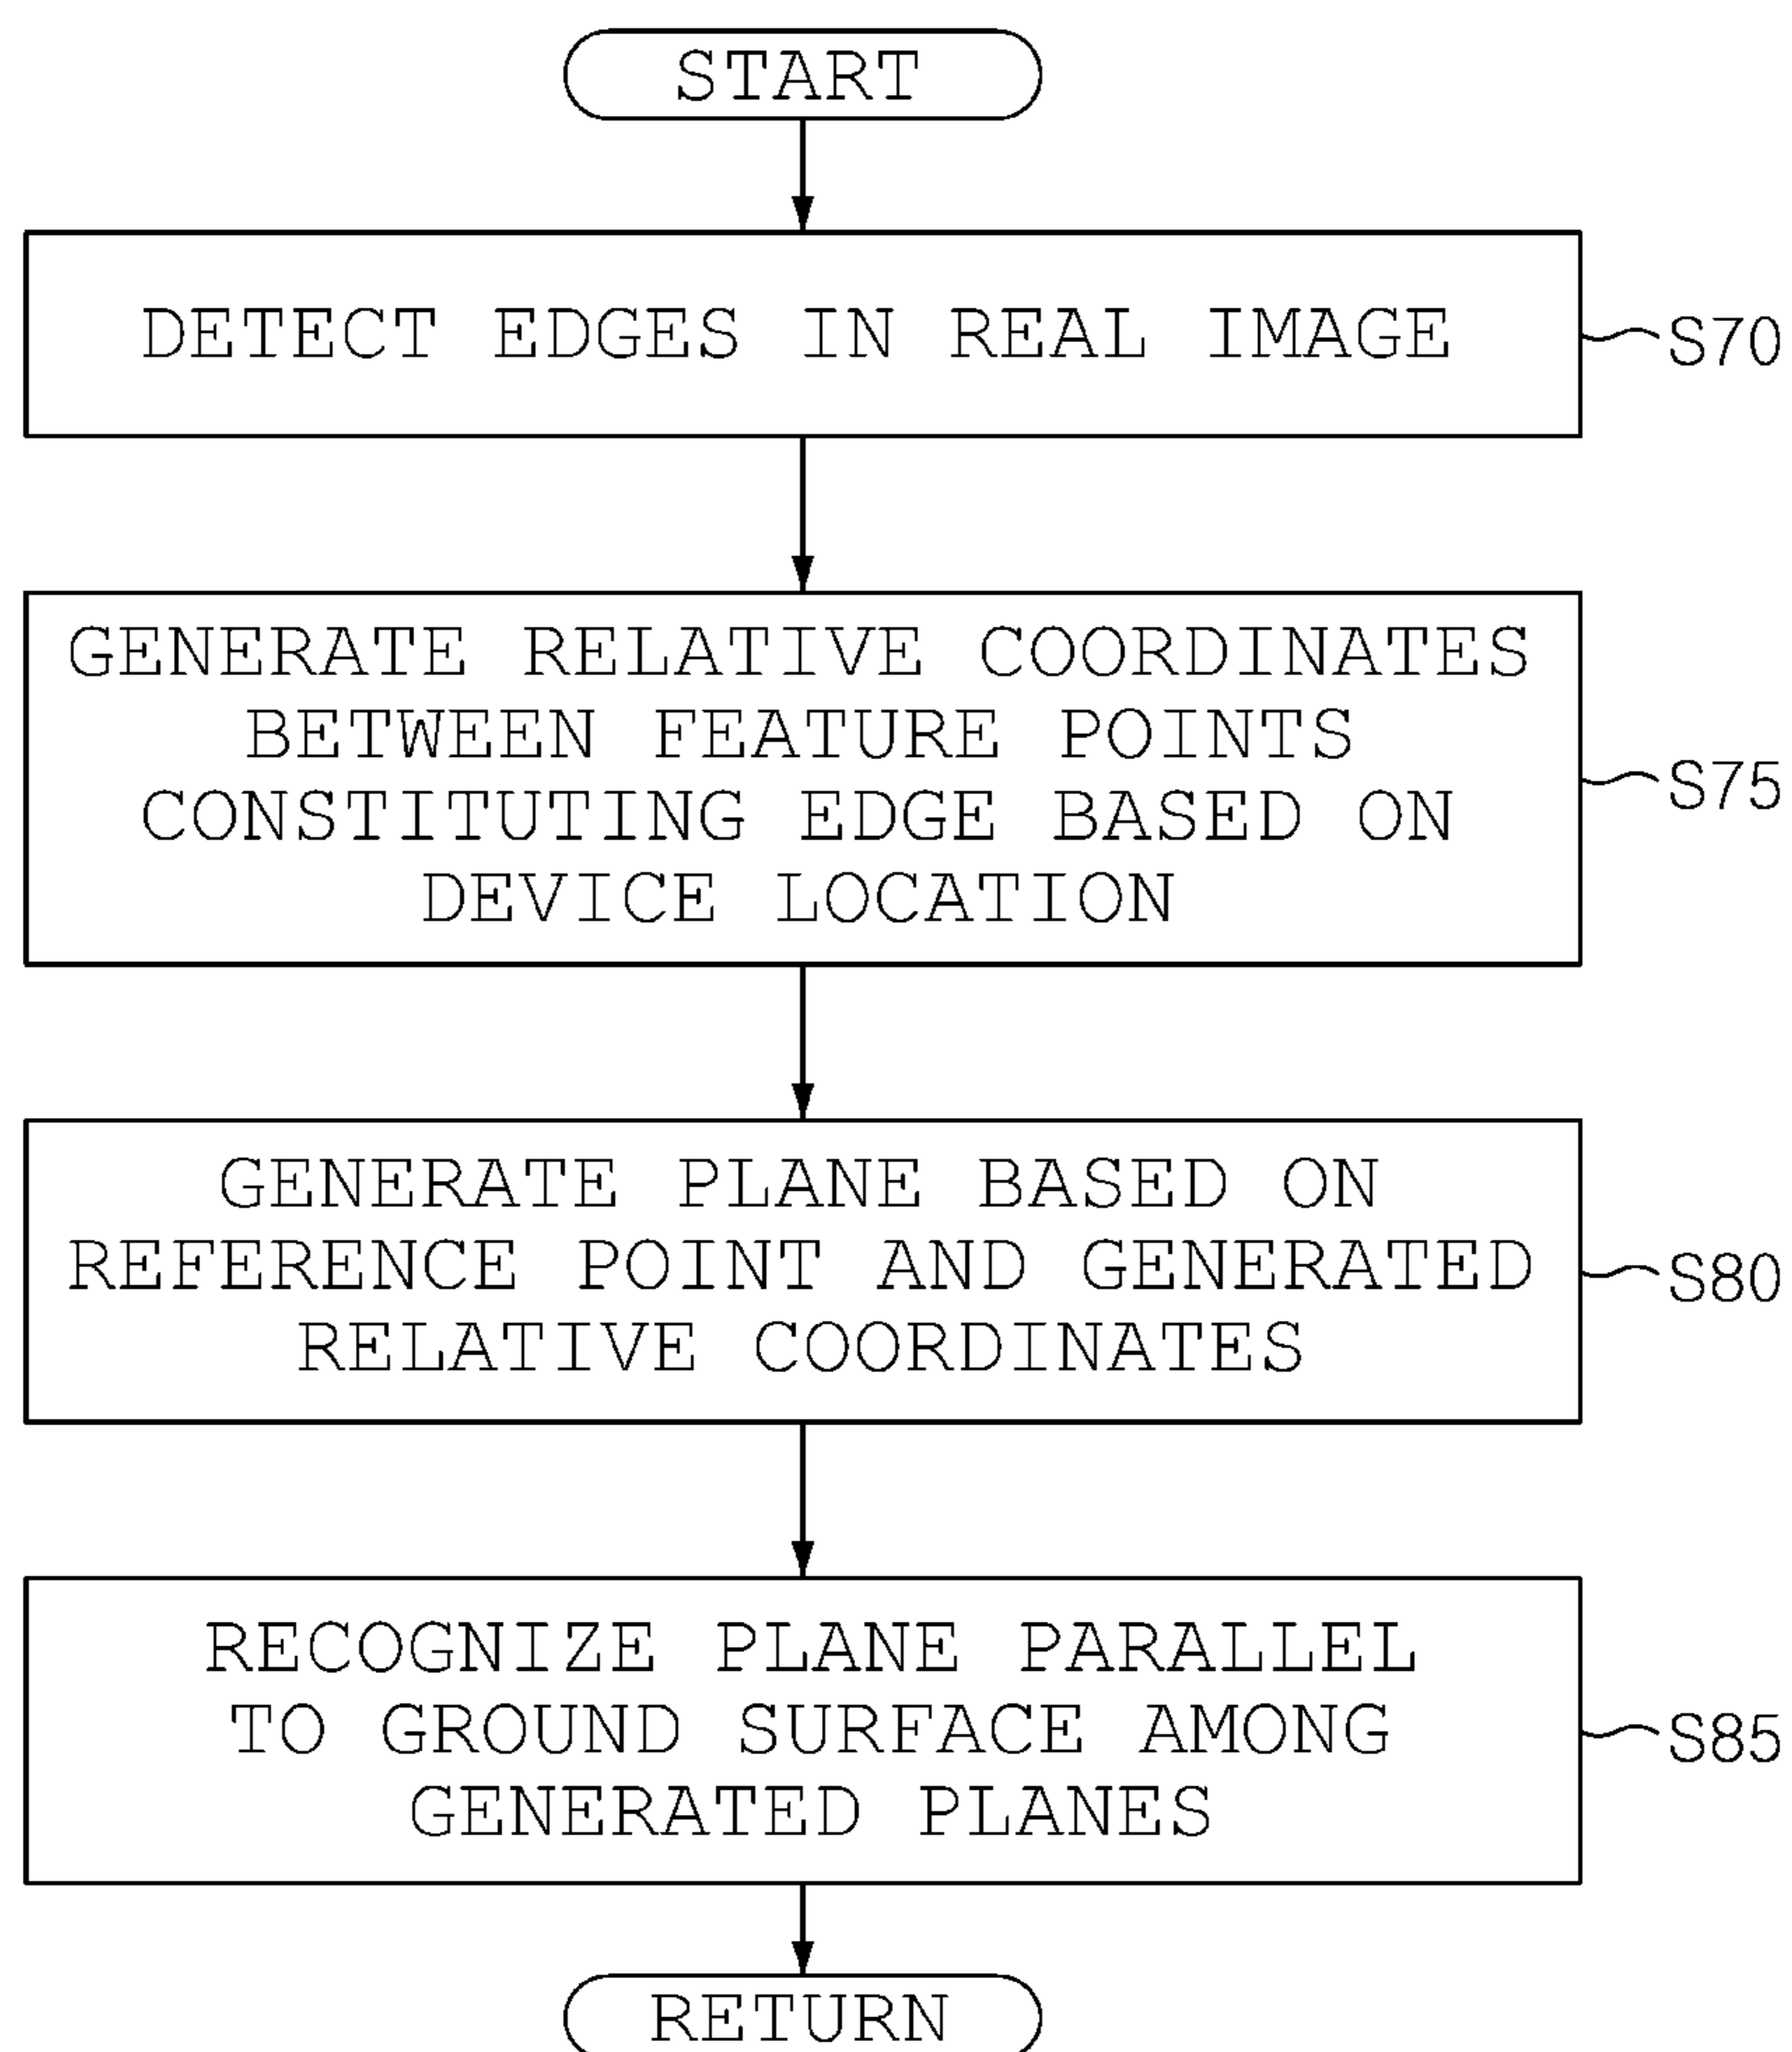 START
DETECT EDGES IN REAL IMAGE
S70
GENERATE RELATIVE COORDINATES
BETWEEN FEATURE POINTS
CONSTITUTING EDGE BASED ON
DEVICE LOCATION
S75
GENERATE PLANE BASED ON
REFERENCE POINT AND GENERATED
RELATIVE COORDINATES
S80
RECOGNIZE PLANE PARALLEL
TO GROUND SURFACE AMONG
GENERATED PLANES
S85
RETURN